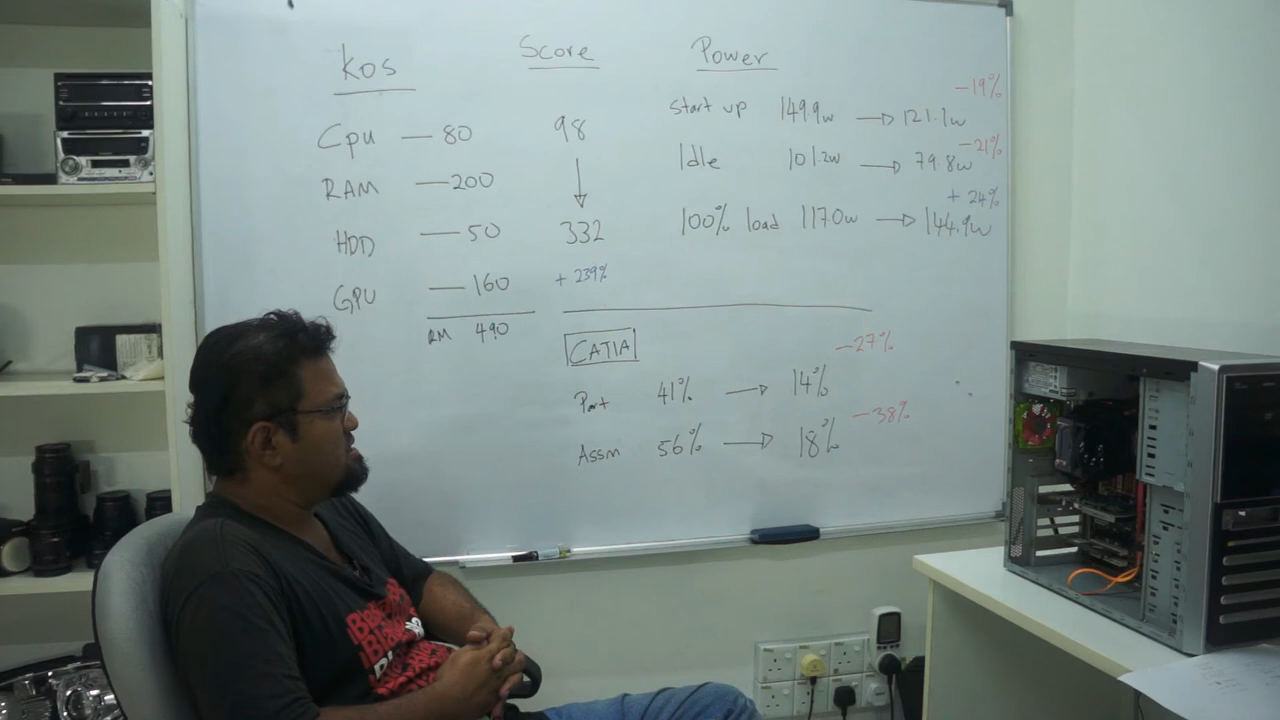 Kos Score Power
-19%
Start up 149.9w → 121.1w
Cpu — 80 98
-21%
Idle 101.2w → 79.8w
RAM — 200
↓
+ 24%
100% load 117.0w → 144.9w
HDD — 50 332
GPU — 160 + 239%
RM 490
CATIA
-27%
Part 41% → 14%
-38%
Assm 56% → 18%